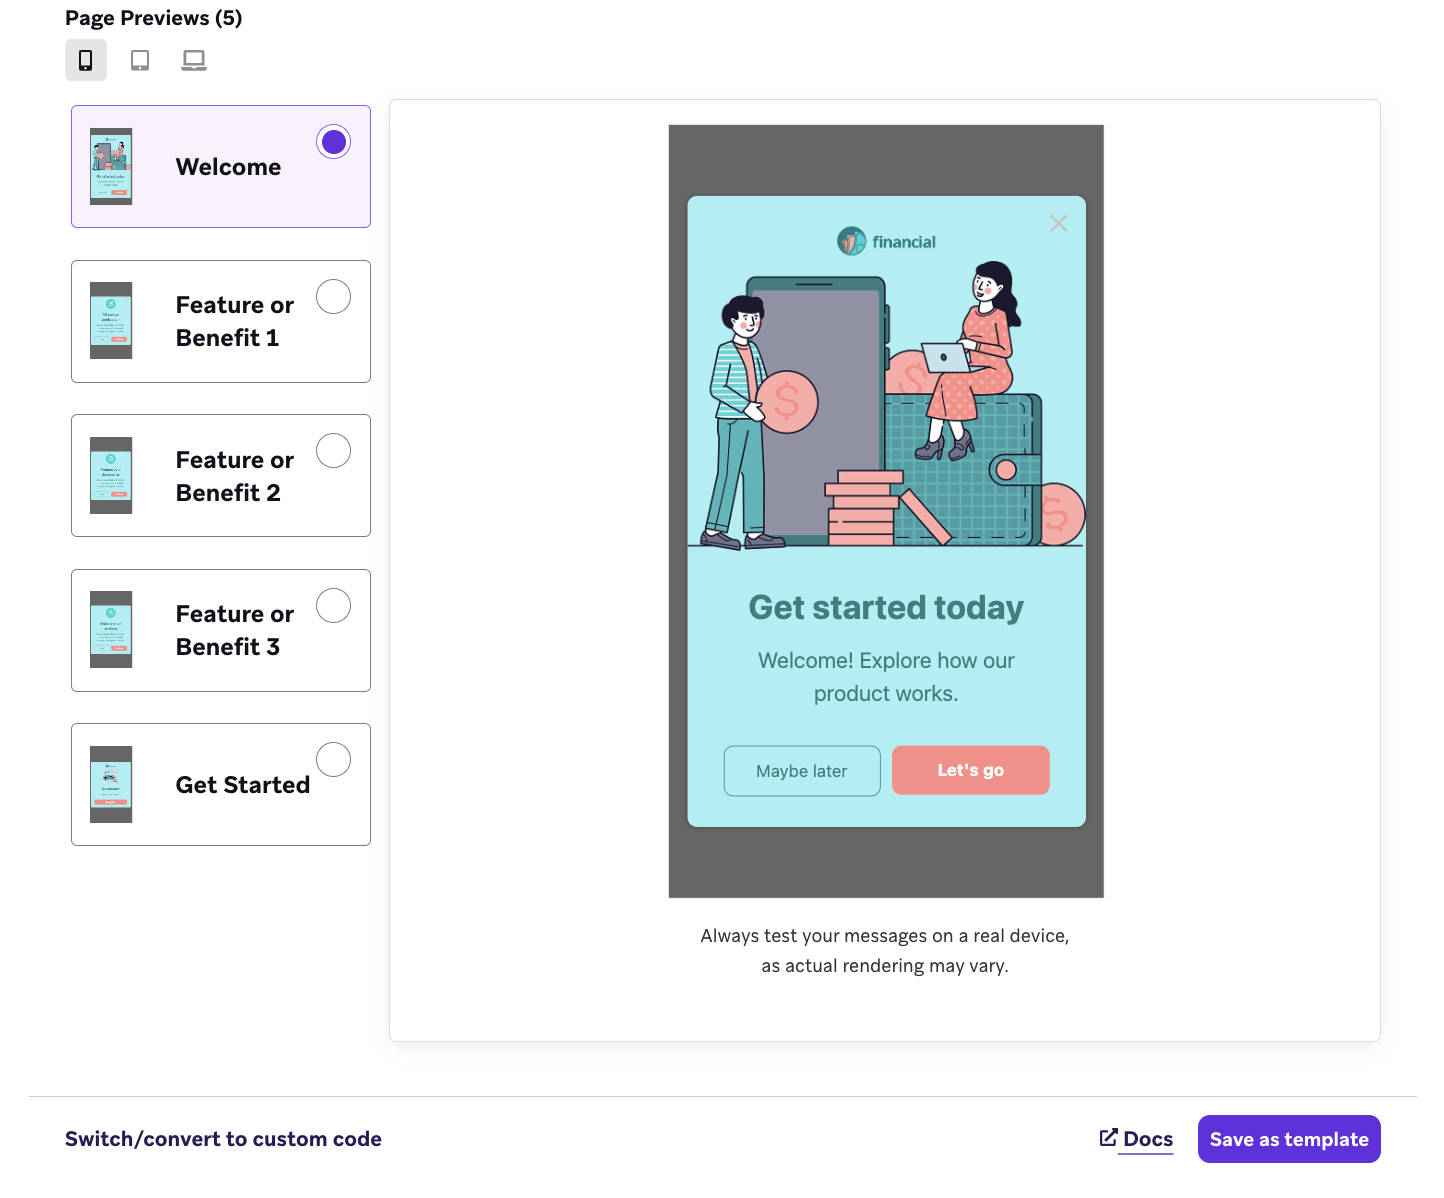 Page Previews (5)
Welcome
Feature or
Benefit 1
Feature or
Benefit 2
Feature or
Benefit 3
Get Started
financial
$
$
$
Get started today
Welcome! Explore how our
product works.
Maybe later
Let's go
Always test your messages on a real device,
as actual rendering may vary.
Switch/convert to custom code
Docs
Save as template